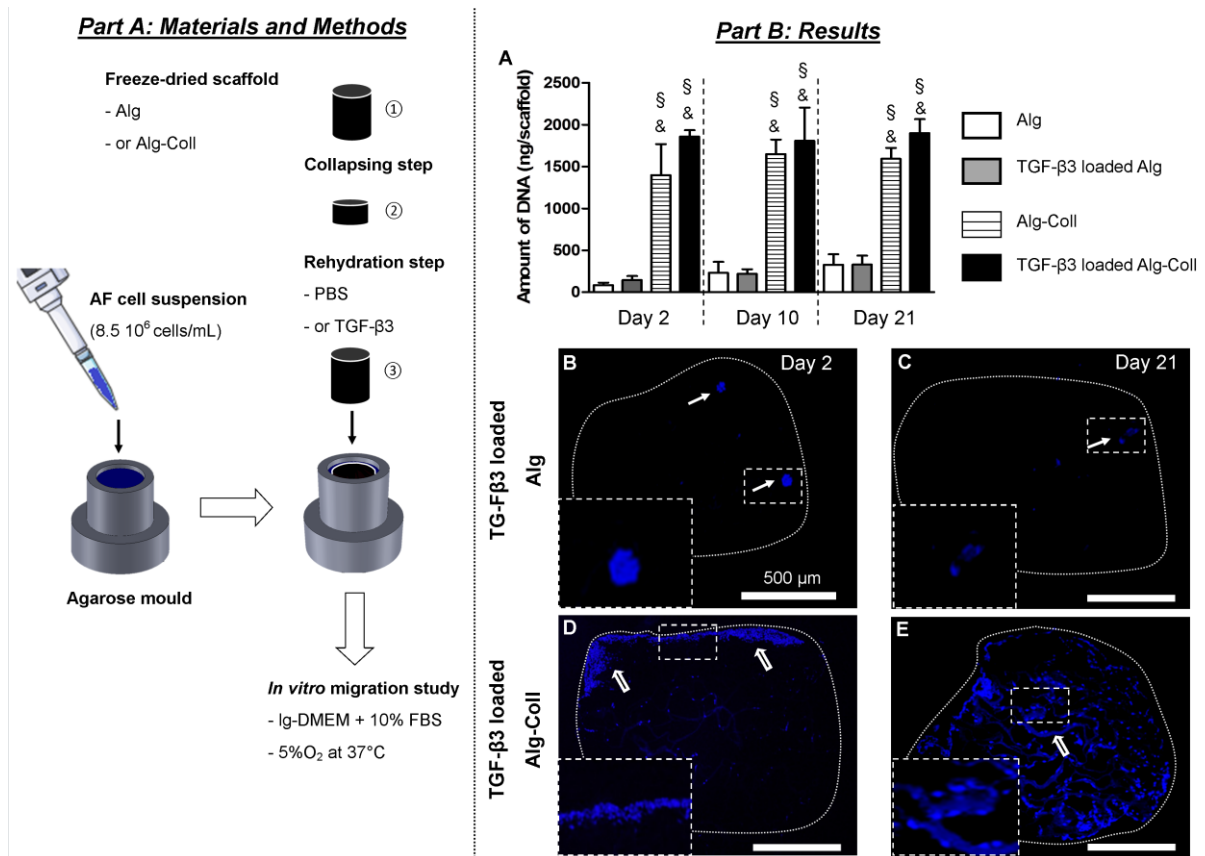 Part A: Materials and Methods
Freeze-dried scaffold
- Alg
- or Alg-Coll
①
Collapsing step
②
Rehydration step
- PBS
- or TGF-β3
③
AF cell suspension
(8.5 10⁶ cells/mL)
Agarose mould
In vitro migration study
- lg-DMEM + 10% FBS
- 5%O₂ at 37°C
Part B: Results
A
Amount of DNA (ng/scaffold)
2500
2000
1500
1000
500
0
§ § § § § §
& & & & & &
Day 2 Day 10 Day 21
Alg
TGF-β3 loaded Alg
Alg-Coll
TGF-β3 loaded Alg-Coll
TG-Fβ3 loaded
Alg
B Day 2
500 µm
C Day 21
TGF-β3 loaded
Alg-Coll
D
E